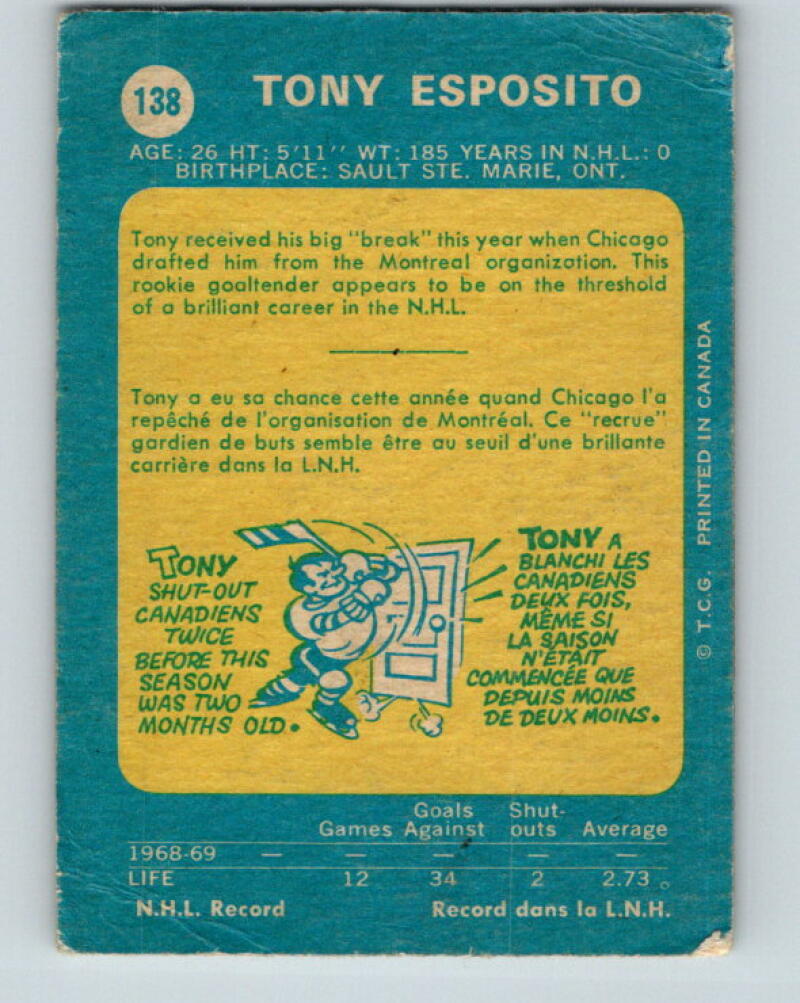 138
TONY ESPOSITO
AGE: 26 HT: 5'11" WT: 185 YEARS IN N.H.L.: 0
BIRTHPLACE: SAULT STE. MARIE, ONT.
Tony received his big "break" this year when Chicago
drafted him from the Montreal organization. This
rookie goaltender appears to be on the threshold
of a brilliant career in the N.H.L.
Tony a eu sa chance cette année quand Chicago l'a
repêché de l'organisation de Montréal. Ce "recrue"
gardien de buts semble être au seuil d'une brillante
carrière dans la L.N.H.
TONY
SHUT-OUT
CANADIENS
TWICE
BEFORE THIS
SEASON
WAS TWO
MONTHS OLD.
TONY A
BLANCHI LES
CANADIENS
DEUX FOIS,
MÊME SI
LA SAISON
N'ÉTAIT
COMMENCÉE QUE
DEPUIS MOINS
DE DEUX MOINS.
© T.C.G. PRINTED IN CANADA
Games Goals Against Shut-outs Average
1968-69 — — — — —
LIFE 12 34 2 2.73
N.H.L. Record Record dans la L.N.H.